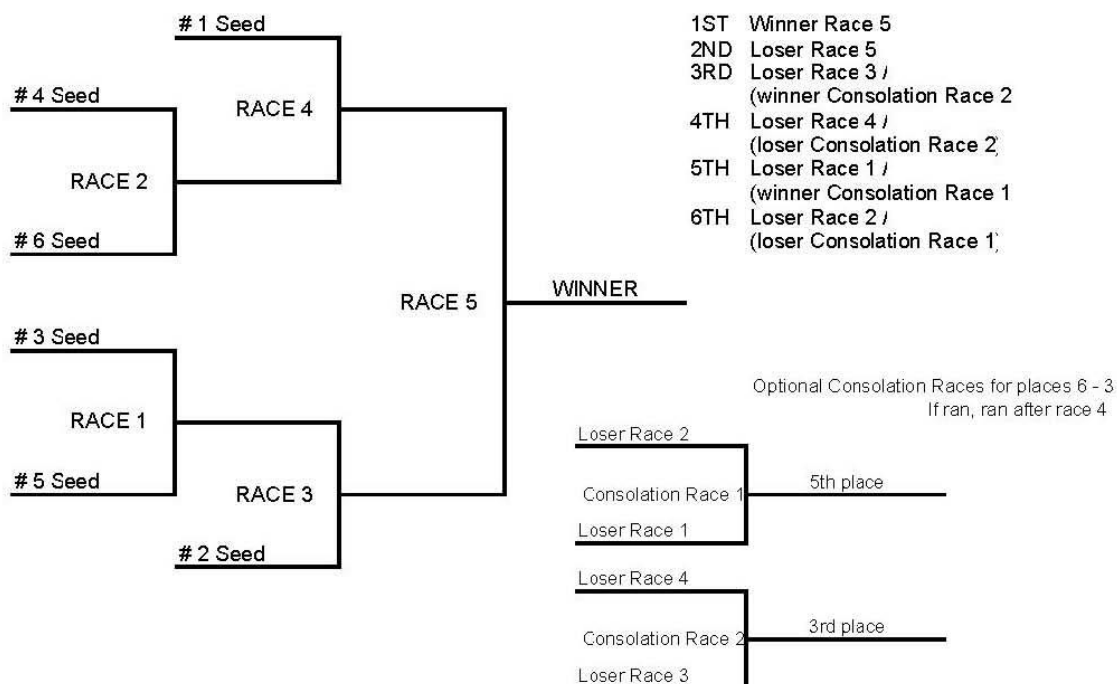 # 1 Seed
# 4 Seed
RACE 4
RACE 2
# 6 Seed
RACE 5
WINNER
# 3 Seed
RACE 1
# 5 Seed
RACE 3
# 2 Seed
1ST Winner Race 5
2ND Loser Race 5
3RD Loser Race 3 /
(winner Consolation Race 2
4TH Loser Race 4 /
(loser Consolation Race 2)
5TH Loser Race 1 /
(winner Consolation Race 1
6TH Loser Race 2 /
(loser Consolation Race 1)
Optional Consolation Races for places 6 - 3
If ran, ran after race 4
Loser Race 2
Consolation Race 1
5th place
Loser Race 1
Loser Race 4
Consolation Race 2
3rd place
Loser Race 3